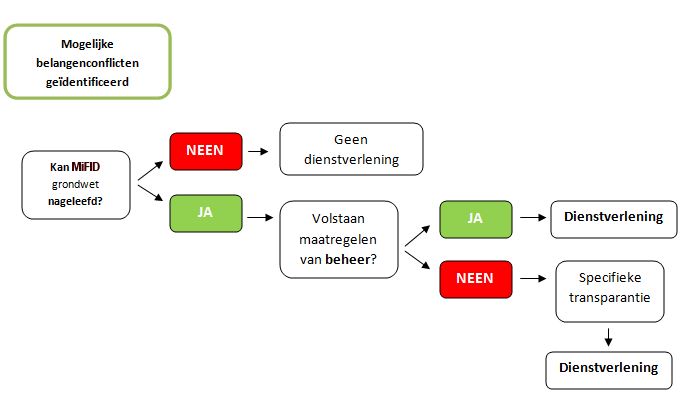 Mogelijke
belangenconflicten
geïdentificeerd
Kan MiFID
grondwet
nageleefd?
NEEN
Geen
dienstverlening
JA
Volstaan
maatregelen
van beheer?
JA
Dienstverlening
NEEN
Specifieke
transparantie
Dienstverlening